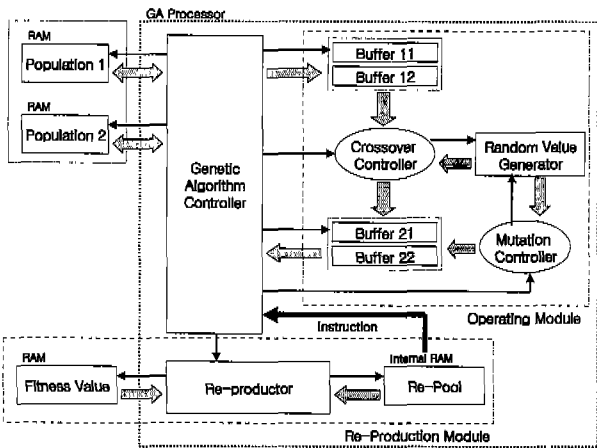 GA Processor
RAM
Population 1
RAM
Population 2
Genetic
Algorithm
Controller
Buffer 11
Buffer 12
Crossover
Controller
Random Value
Generator
Buffer 21
Buffer 22
Mutation
Controller
Operating Module
Instruction
RAM
Fitness Value
Re-productor
Internal RAM
Re-Pool
Re-Production Module